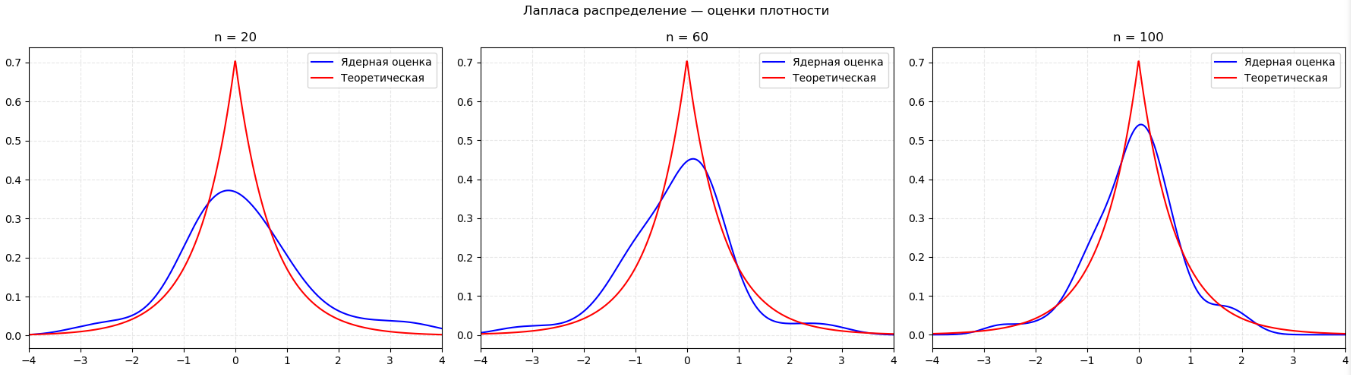 Лапласа распределение — оценки плотности
n = 20
Ядерная оценка
Теоретическая
0.7
0.6
0.5
0.4
0.3
0.2
0.1
0.0
−4 −3 −2 −1 0 1 2 3 4
n = 60
Ядерная оценка
Теоретическая
0.7
0.6
0.5
0.4
0.3
0.2
0.1
0.0
−4 −3 −2 −1 0 1 2 3 4
n = 100
Ядерная оценка
Теоретическая
0.7
0.6
0.5
0.4
0.3
0.2
0.1
0.0
−4 −3 −2 −1 0 1 2 3 4